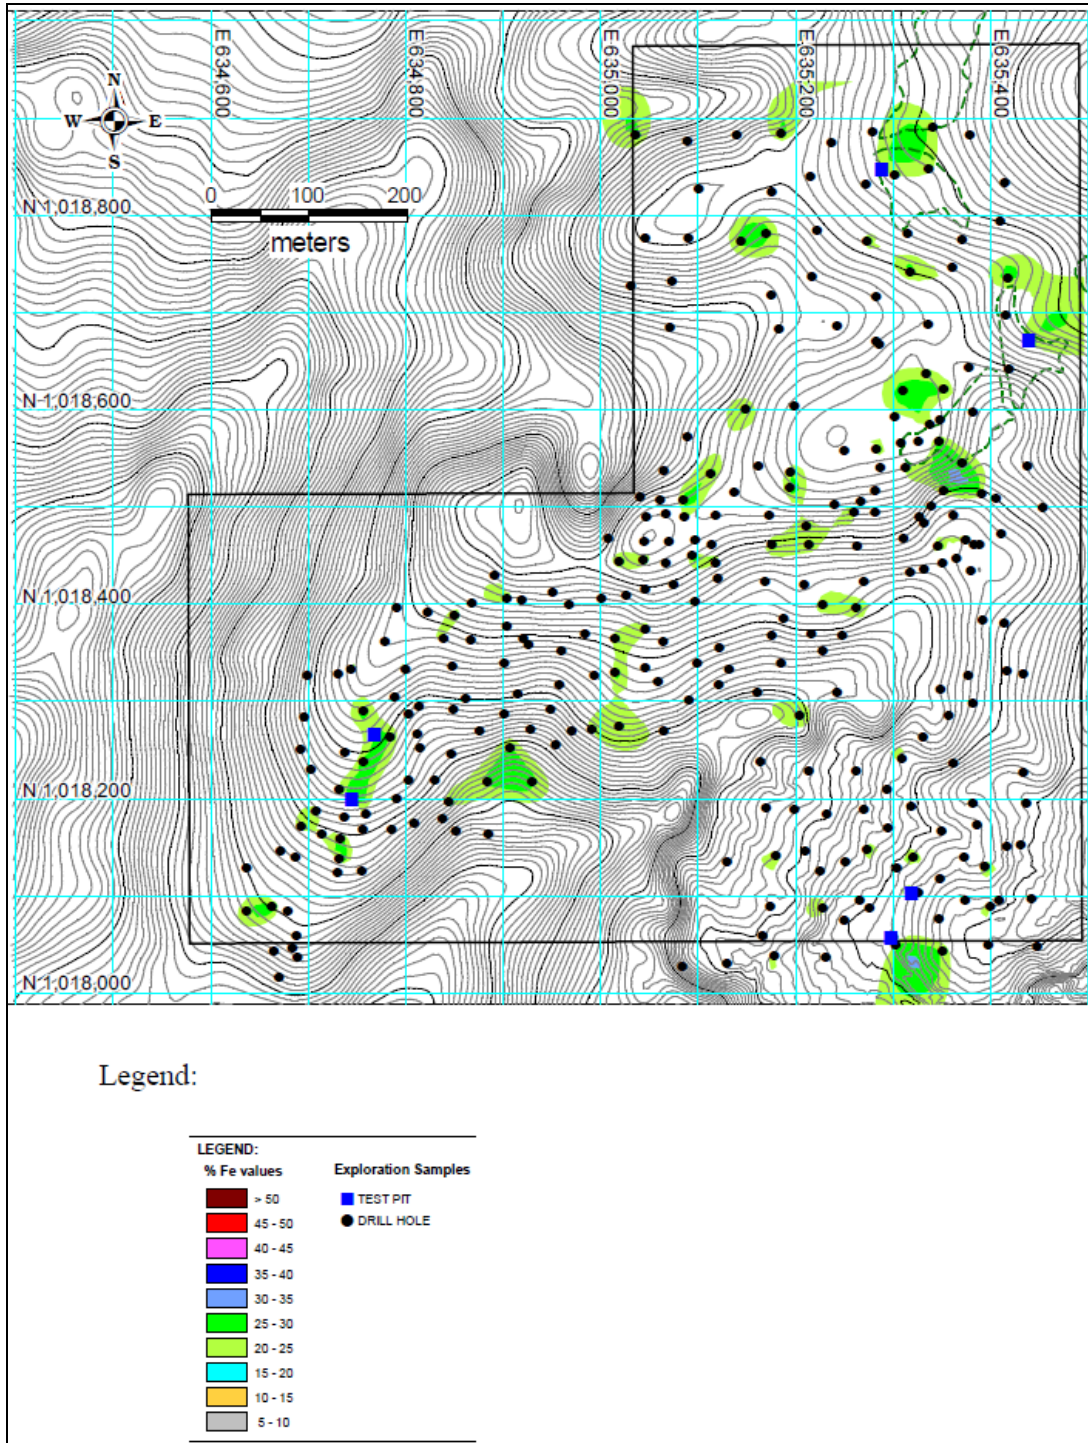 E 634,600
E 634,800
E 635,000
E 635,200
E 635,400
N
W E
S
0 100 200
meters
N 1,018,800
N 1,018,600
N 1,018,400
N 1,018,200
N 1,018,000
Legend:
LEGEND:
% Fe values Exploration Samples
> 50 TEST PIT
45 - 50 DRILL HOLE
40 - 45
35 - 40
30 - 35
25 - 30
20 - 25
15 - 20
10 - 15
5 - 10